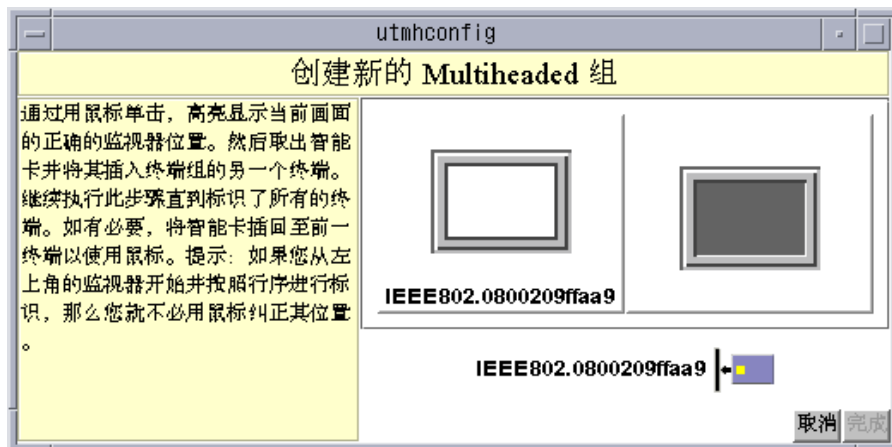 utmhconfig
创建新的 Multiheaded 组
通过用鼠标单击，高亮显示当前画面
的正确的监视器位置。然后取出智能
卡并将其插入终端组的另一个终端。
继续执行此步骤直到标识了所有的终
端。如有必要，将智能卡插回至前一
终端以使用鼠标。提示：如果您从左
上角的监视器开始并按照行序进行标
识，那么您就不必用鼠标纠正其位置
。
IEEE802.0800209ffaa9
IEEE802.0800209ffaa9
取消 完成